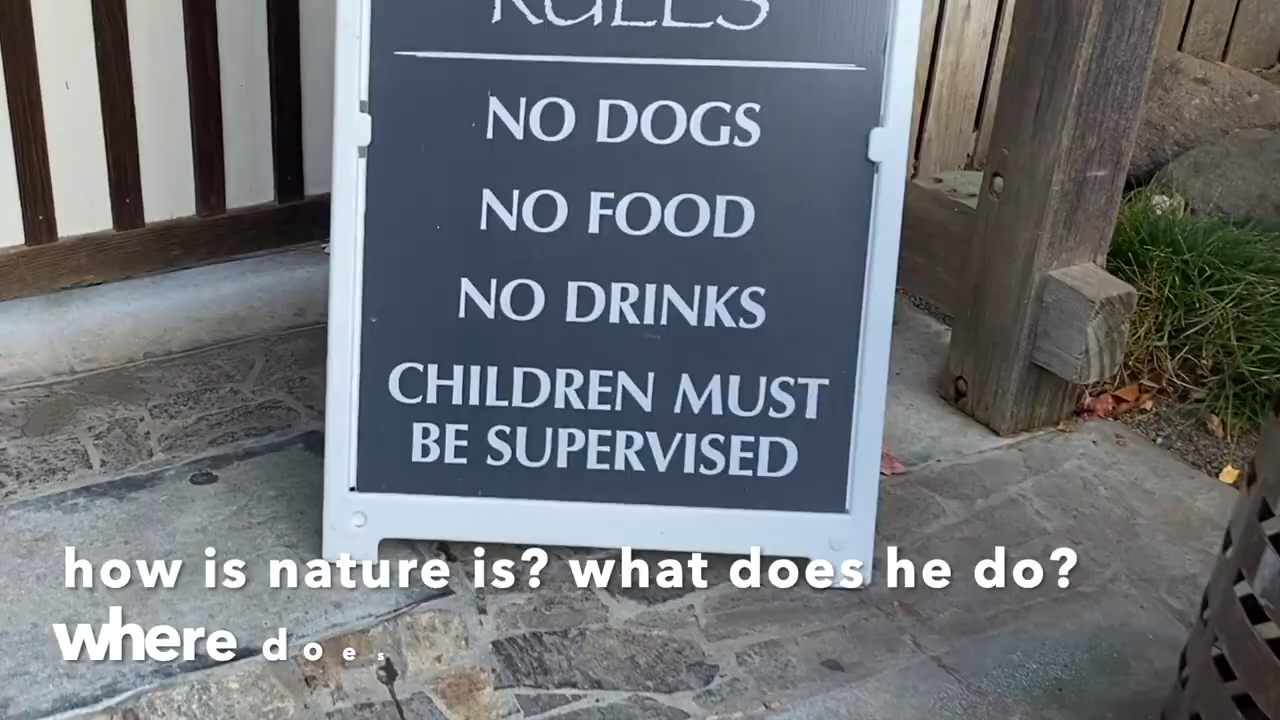 RULES
NO DOGS
NO FOOD
NO DRINKS
CHILDREN MUST
BE SUPERVISED
how is nature is? what does he do?
where does